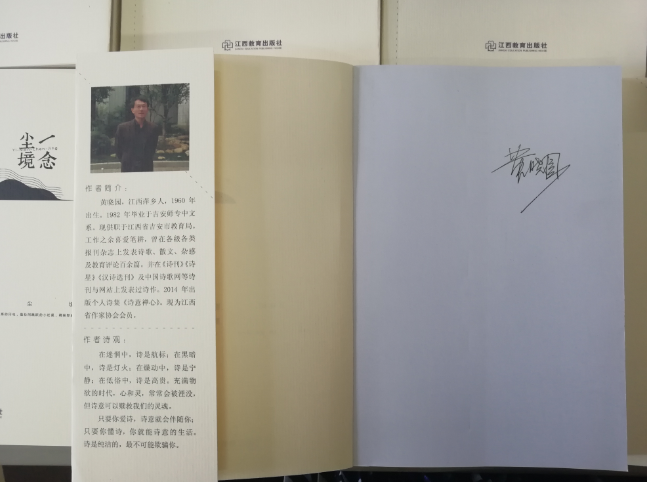 江西教育出版社
江西教育出版社
一念
尘境
作者简介：
黄晓园，江西萍乡人，1960 年
出生。1982 年毕业于吉安师专中文
系。现供职于江西省吉安市教育局。
工作之余喜爱笔耕，曾在各级各类
报刊杂志上发表诗歌、散文、杂感
及教育评论百余篇。并在《诗刊》《诗
星》《汉诗选刊》及中国诗歌网等诗
刊与网站上发表过诗作。2014 年出
版个人诗集《诗意禅心》。现为江西
省作家协会会员。
作者诗观：
在迷惘中，诗是航标；在黑暗
中，诗是灯火，在躁动中，诗是宁
静；在低俗中，诗是高贵。充满物
欲的时代，心和灵，常常会被淹没，
但诗意可以赎救我们的灵魂。
只要你爱诗，诗意就会伴随你；
只要你懂诗，你就能诗意的生活。
诗是纯洁的，最不可能欺骗你。
黄晓园